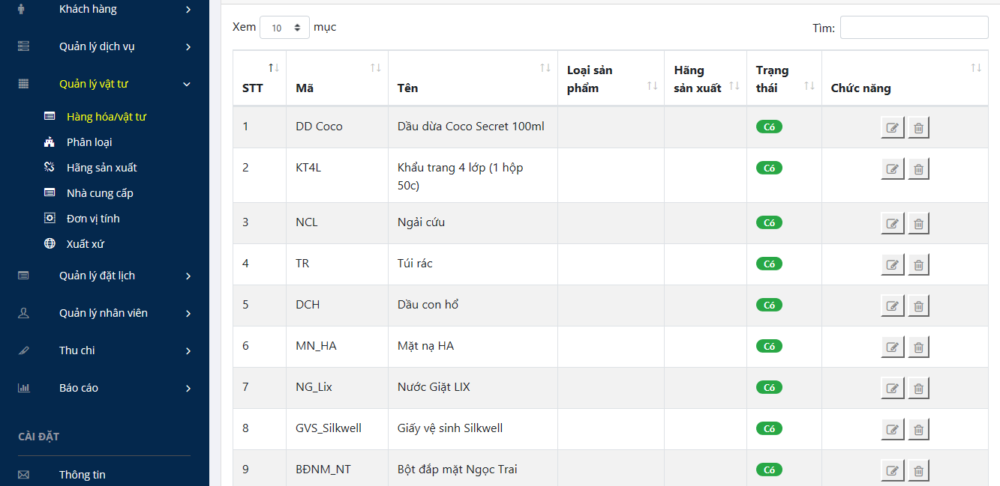 Khách hàng
Quản lý dịch vụ
Quản lý vật tư
Hàng hóa/vật tư
Phân loại
Hãng sản xuất
Nhà cung cấp
Đơn vị tính
Xuất xứ
Quản lý đặt lịch
Quản lý nhân viên
Thu chi
Báo cáo
CÀI ĐẶT
Thông tin
Xem 10 mục
Tìm:
STT Mã Tên Loại sản phẩm Hãng sản xuất Trạng thái Chức năng
1 DD Coco Dầu dừa Coco Secret 100ml Có
2 KT4L Khẩu trang 4 lớp (1 hộp 50c) Có
3 NCL Ngải cứu Có
4 TR Túi rác Có
5 DCH Dầu con hổ Có
6 MN_HA Mặt nạ HA Có
7 NG_Lix Nước Giặt LIX Có
8 GVS_Silkwell Giấy vệ sinh Silkwell Có
9 BĐNM_NT Bột đắp mặt Ngọc Trai Có